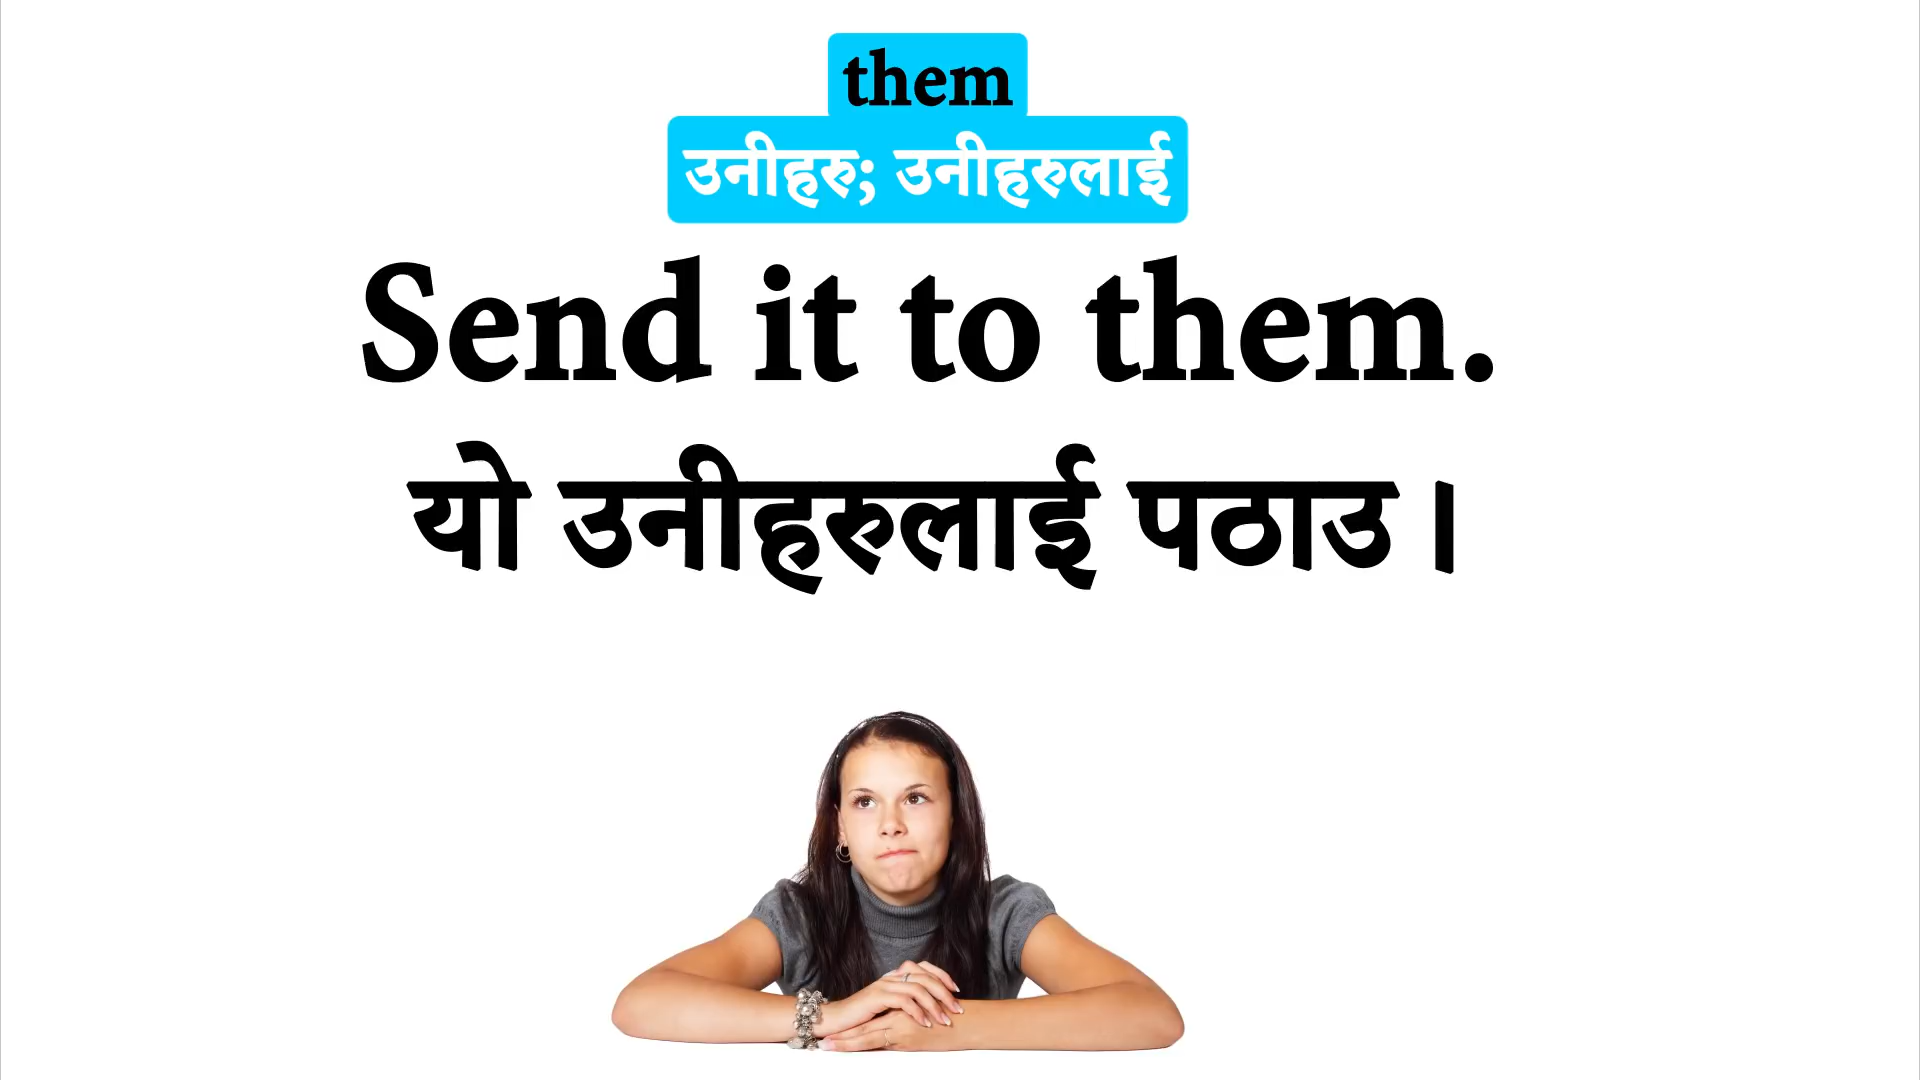 them
उनीहरु; उनीहरुलाई
Send it to them.
यो उनीहरुलाई पठाउ ।